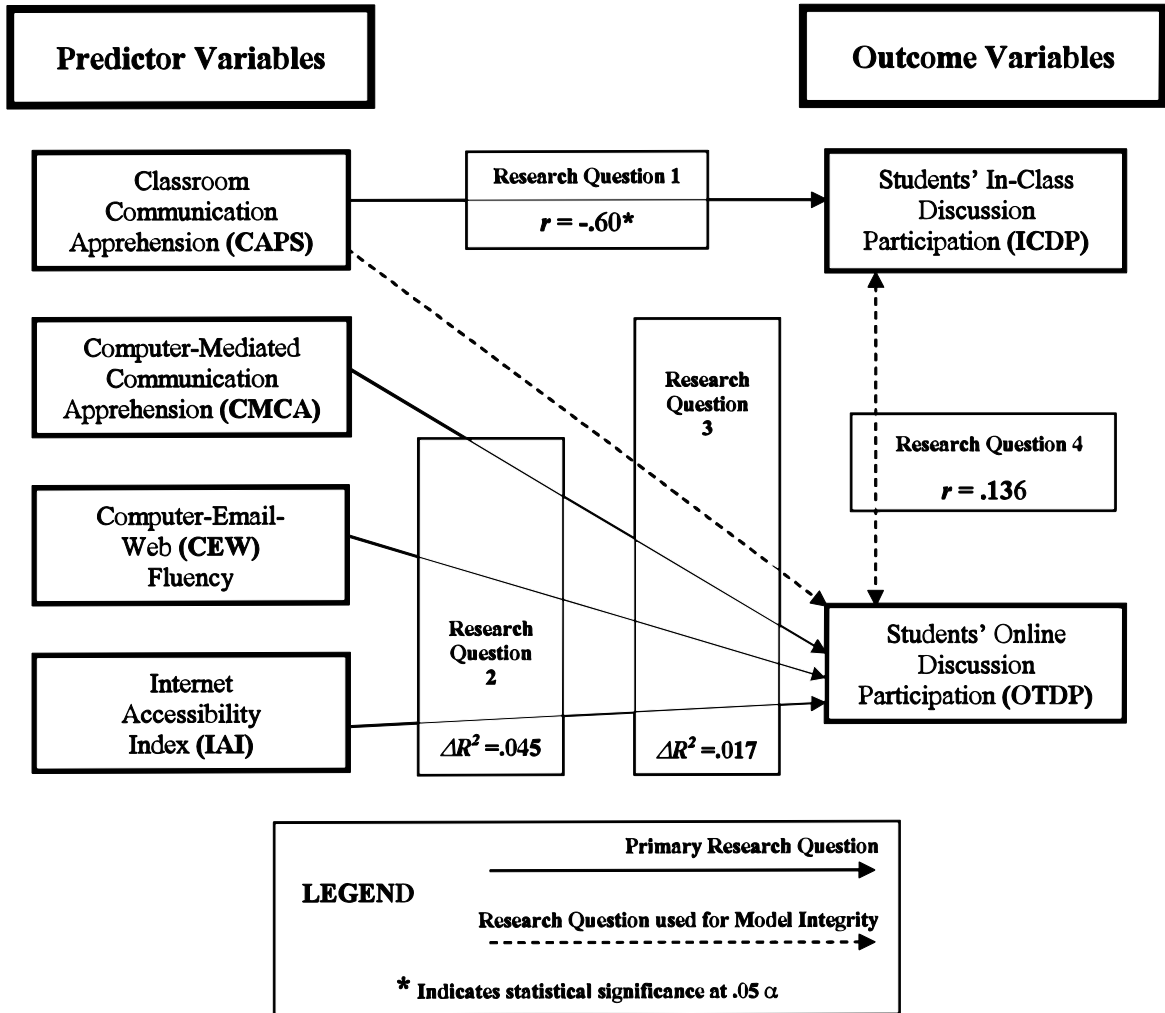 Predictor Variables
Outcome Variables
Classroom
Communication
Apprehension (CAPS)
Research Question 1
r = -.60*
Students’ In-Class
Discussion
Participation (ICDP)
Computer-Mediated
Communication
Apprehension (CMCA)
Research
Question
3
Research Question 4
r = .136
Computer-Email-
Web (CEW)
Fluency
Research
Question
2
Students’ Online
Discussion
Participation (OTDP)
Internet
Accessibility
Index (IAI)
ΔR² =.045
ΔR² =.017
LEGEND
Primary Research Question
Research Question used for Model Integrity
* Indicates statistical significance at .05 α